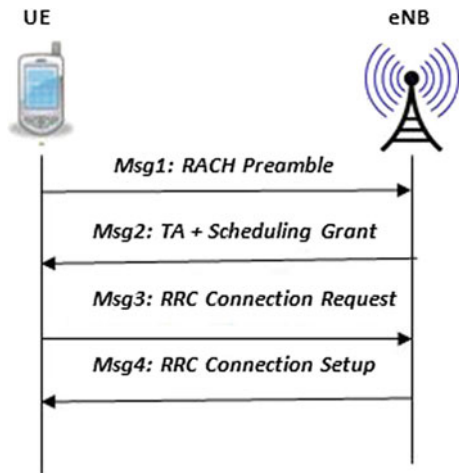 UE
eNB
Msg1: RACH Preamble
Msg2: TA + Scheduling Grant
Msg3: RRC Connection Request
Msg4: RRC Connection Setup